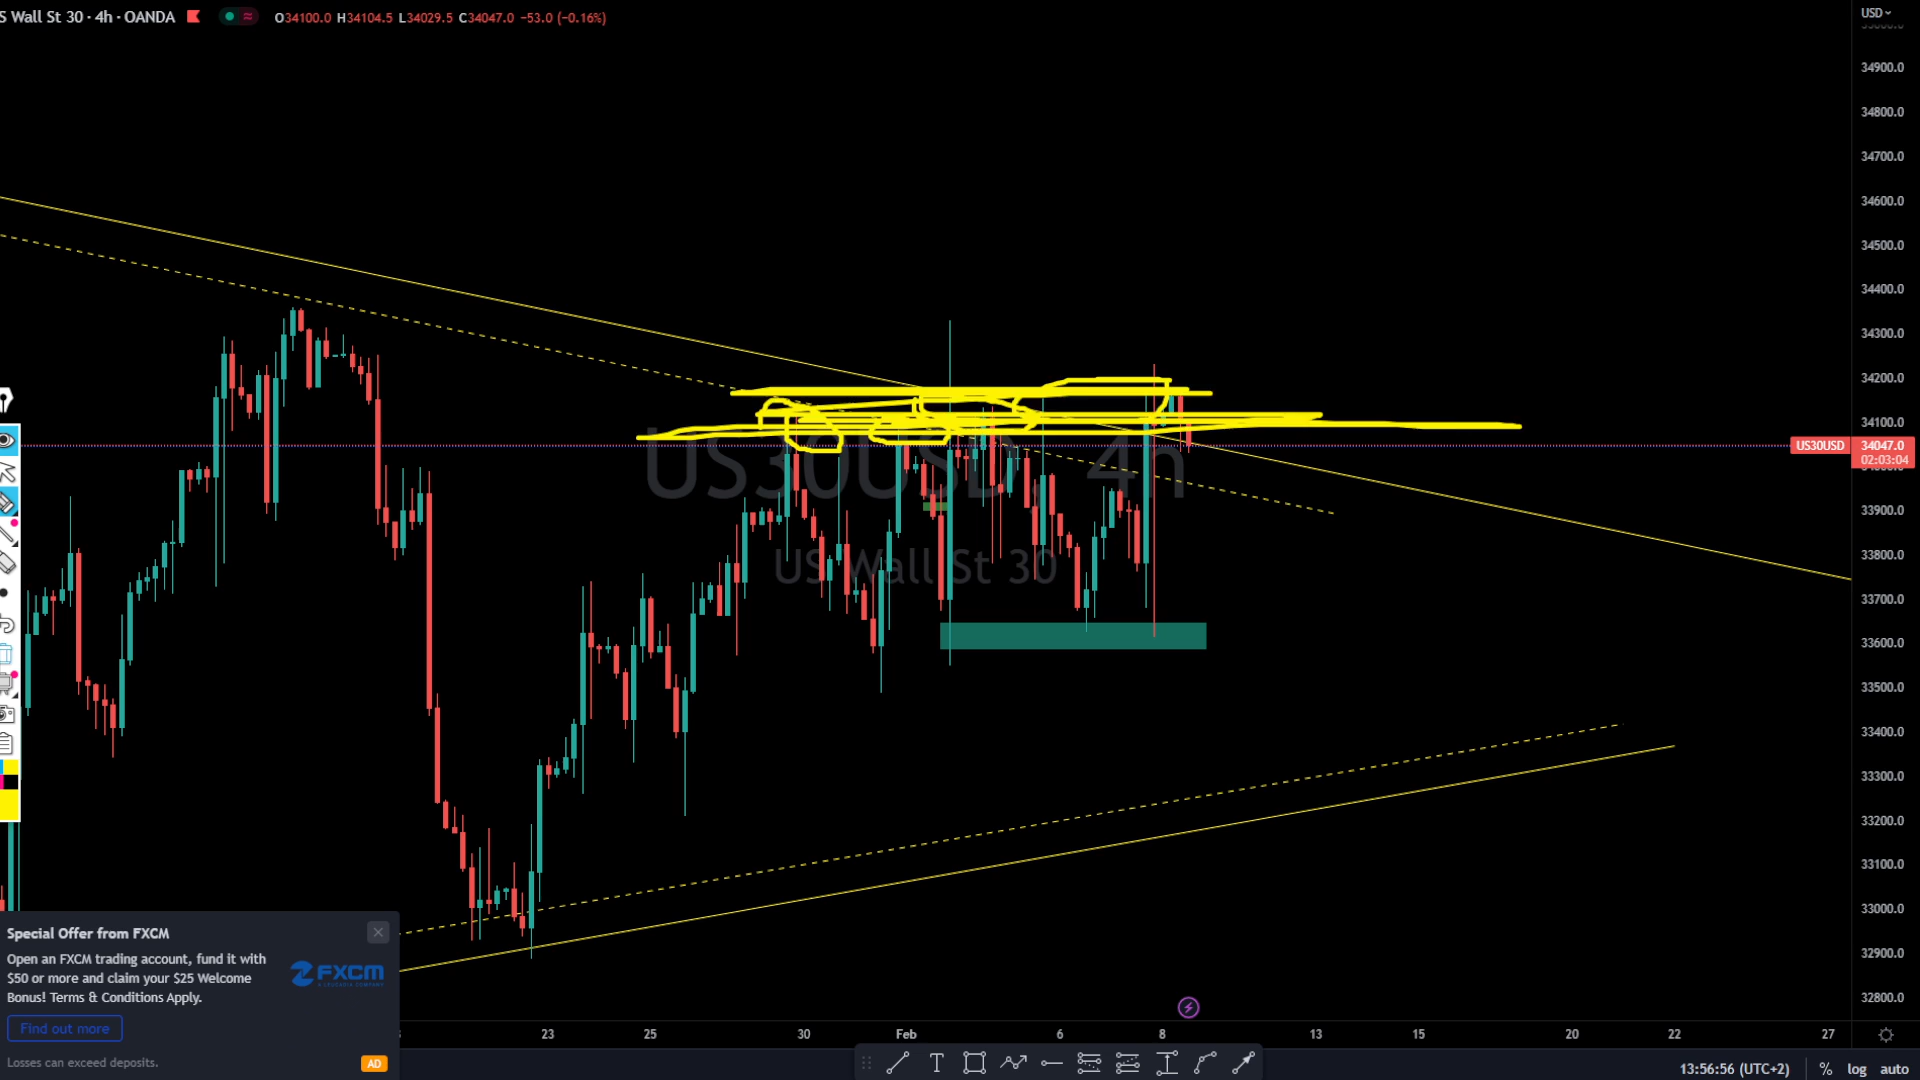 S Wall St 30 · 4h · OANDA
O34100.0 H34104.5 L34029.5 C34047.0 -53.0 (-0.16%)
USD
34900.0
34800.0
34700.0
34600.0
34500.0
34400.0
34300.0
34200.0
34100.0
US30USD 34047.0
02:03:04
33900.0
33800.0
33700.0
33600.0
33500.0
33400.0
33300.0
33200.0
33100.0
33000.0
32900.0
32800.0
US30USD, 4h
US Wall St 30
Special Offer from FXCM
Open an FXCM trading account, fund it with
$50 or more and claim your $25 Welcome
Bonus! Terms & Conditions Apply.
FXCM
Find out more
Losses can exceed deposits.
AD
23 25 30 Feb 6 8 13 15 20 22 27
13:56:56 (UTC+2) % log auto